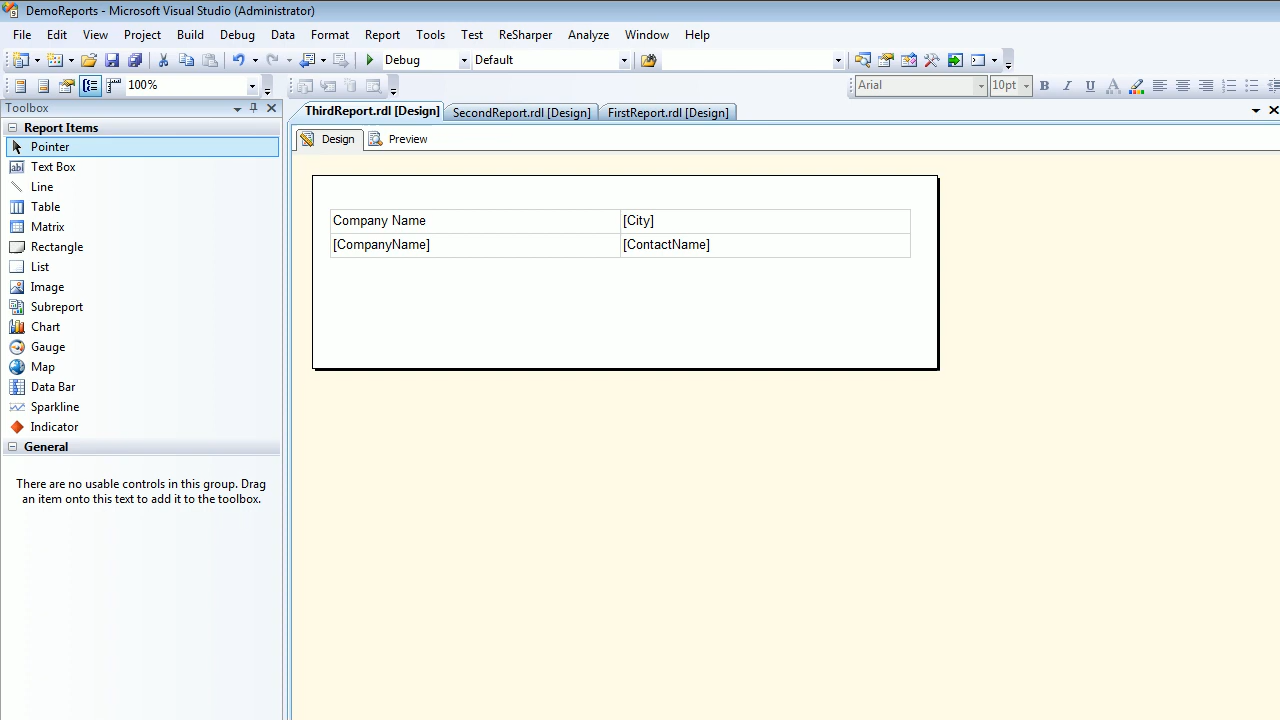 DemoReports - Microsoft Visual Studio (Administrator)
File Edit View Project Build Debug Data Format Report Tools Test ReSharper Analyze Window Help
Debug Default
100% Arial 10pt B I U A
Toolbox ThirdReport.rdl [Design] SecondReport.rdl [Design] FirstReport.rdl [Design]
Report Items
Design Preview
Pointer
ab| Text Box
Line
Table
Matrix
Rectangle
List
Image
Subreport
Chart
Gauge
Map
Data Bar
Sparkline
Indicator
General
There are no usable controls in this group. Drag
an item onto this text to add it to the toolbox.
Company Name [City]
[CompanyName] [ContactName]